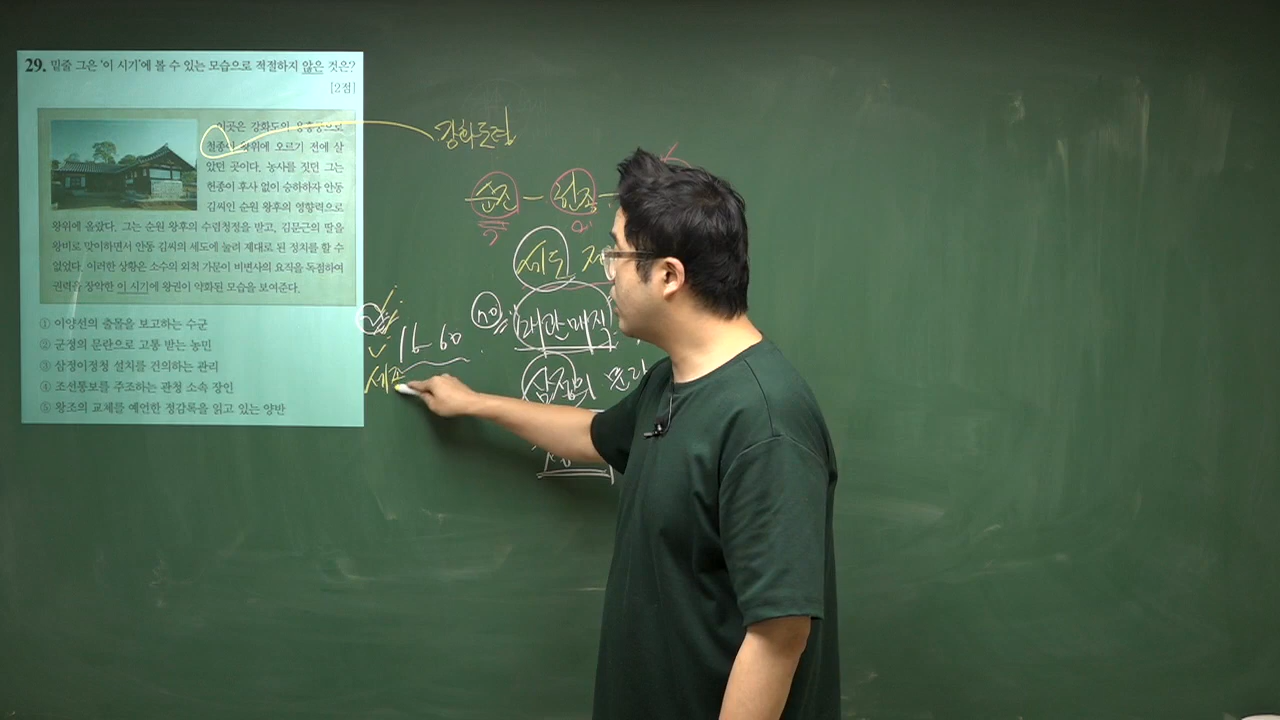 29. 밑줄 그은 '이 시기'에 볼 수 있는 모습으로 적절하지 않은 것은?
[2점]
이곳은 강화도의 용흥궁으로
철종이 왕위에 오르기 전에 살
았던 곳이다. 농사를 짓던 그는
헌종이 후사 없이 승하하자 안동
김씨인 순원 왕후의 영향력으로
왕위에 올랐다. 그는 순원 왕후의 수렴청정을 받고, 김문근의 딸을
왕비로 맞이하면서 안동 김씨의 세도에 눌려 제대로 된 정치를 할 수
없었다. 이러한 상황은 소수의 외척 가문이 비변사의 요직을 독점하여
권력을 장악한 이 시기에 왕권이 약화된 모습을 보여준다.
① 이양선의 출몰을 보고하는 수군
② 군정의 문란으로 고통 받는 농민
③ 삼정이정청 설치를 건의하는 관리
④ 조선통보를 주조하는 관청 소속 장인
⑤ 왕조의 교체를 예언한 정감록을 읽고 있는 양반
강화도령
순조 - 헌종 -
세도 정
매관매직
16~60
세조
삼정의 문란